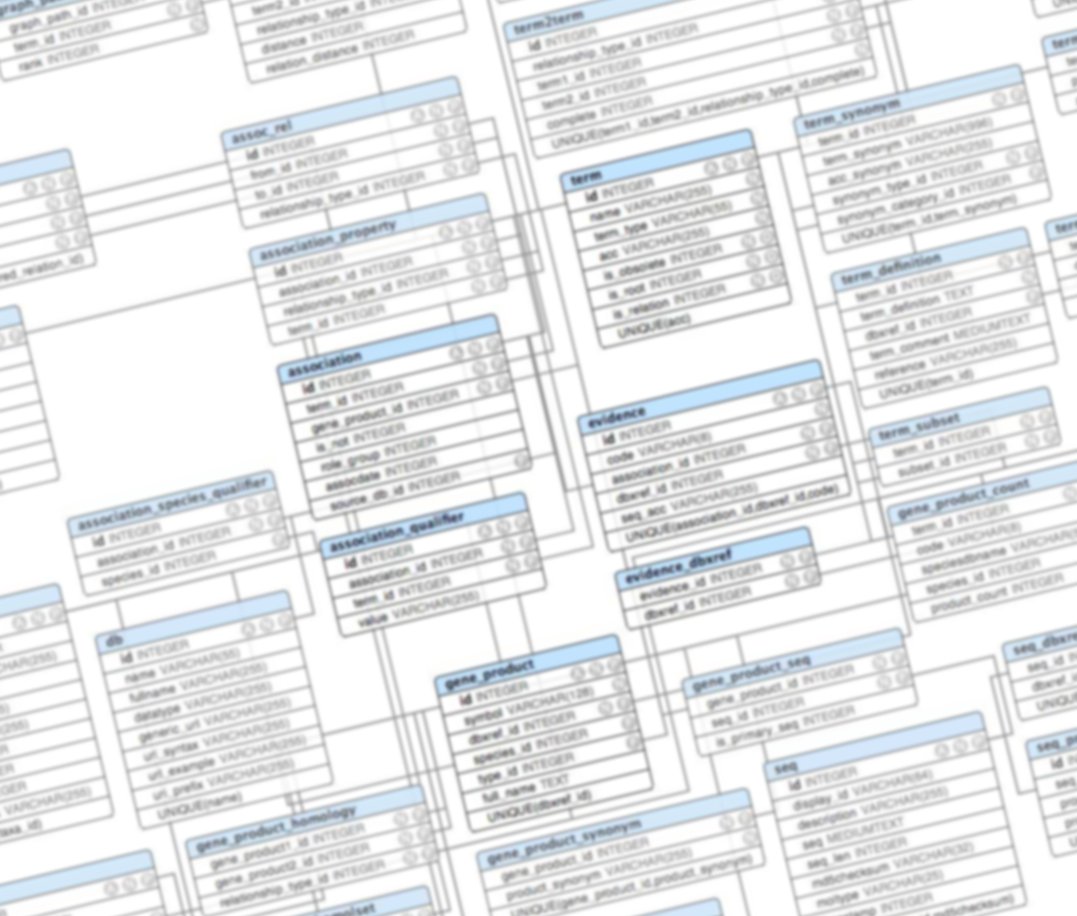 graph_path_id INTEGER
term_id INTEGER
rank INTEGER
term2_id INTEGER
relationship_type_id INTEGER
distance INTEGER
relation_distance INTEGER
term2term
id INTEGER
relationship_type_id INTEGER
term1_id INTEGER
term2_id INTEGER
complete INTEGER
UNIQUE(term1_id,term2_id,relationship_type_id,complete)
assoc_rel
id INTEGER
from_id INTEGER
to_id INTEGER
relationship_type_id INTEGER
term
id INTEGER
name VARCHAR(255)
term_type VARCHAR(55)
acc VARCHAR(255)
is_obsolete INTEGER
is_root INTEGER
is_relation INTEGER
UNIQUE(acc)
term_synonym
term_id INTEGER
term_synonym VARCHAR(996)
acc_synonym VARCHAR(255)
synonym_type_id INTEGER
synonym_category_id INTEGER
UNIQUE(term_id,term_synonym)
association_property
id INTEGER
association_id INTEGER
relationship_type_id INTEGER
term_id INTEGER
term_definition
term_id INTEGER
term_definition TEXT
dbxref_id INTEGER
term_comment MEDIUMTEXT
reference VARCHAR(255)
UNIQUE(term_id)
association
id INTEGER
term_id INTEGER
gene_product_id INTEGER
is_not INTEGER
role_group INTEGER
assocdate INTEGER
source_db_id INTEGER
evidence
id INTEGER
code VARCHAR(8)
association_id INTEGER
dbxref_id INTEGER
seq_acc VARCHAR(255)
UNIQUE(association_id,dbxref_id,code)
term_subset
term_id INTEGER
subset_id INTEGER
association_species_qualifier
id INTEGER
association_id INTEGER
species_id INTEGER
association_qualifier
id INTEGER
association_id INTEGER
term_id INTEGER
value VARCHAR(255)
evidence_dbxref
evidence_id INTEGER
dbxref_id INTEGER
gene_product_count
term_id INTEGER
code VARCHAR(8)
speciesdbname
species_id INTEGER
product_count INTEGER
db
id INTEGER
name VARCHAR(55)
fullname VARCHAR(255)
datatype VARCHAR(255)
generic_url VARCHAR(255)
url_syntax VARCHAR(255)
url_example VARCHAR(255)
uri_prefix VARCHAR(255)
UNIQUE(name)
gene_product
id INTEGER
symbol VARCHAR(128)
dbxref_id INTEGER
species_id INTEGER
type_id INTEGER
full_name TEXT
UNIQUE(dbxref_id)
gene_product_seq
gene_product_id INTEGER
seq_id INTEGER
is_primary_seq INTEGER
seq
id INTEGER
display_id VARCHAR(64)
description VARCHAR(255)
seq MEDIUMTEXT
seq_len INTEGER
md5checksum VARCHAR(32)
moltype VARCHAR(25)
gene_product_homology
gene_product1_id INTEGER
gene_product2_id INTEGER
relationship_type_id INTEGER
gene_product_synonym
gene_product_id INTEGER
product_synonym VARCHAR(255)
UNIQUE(gene_product_id,product_synonym)